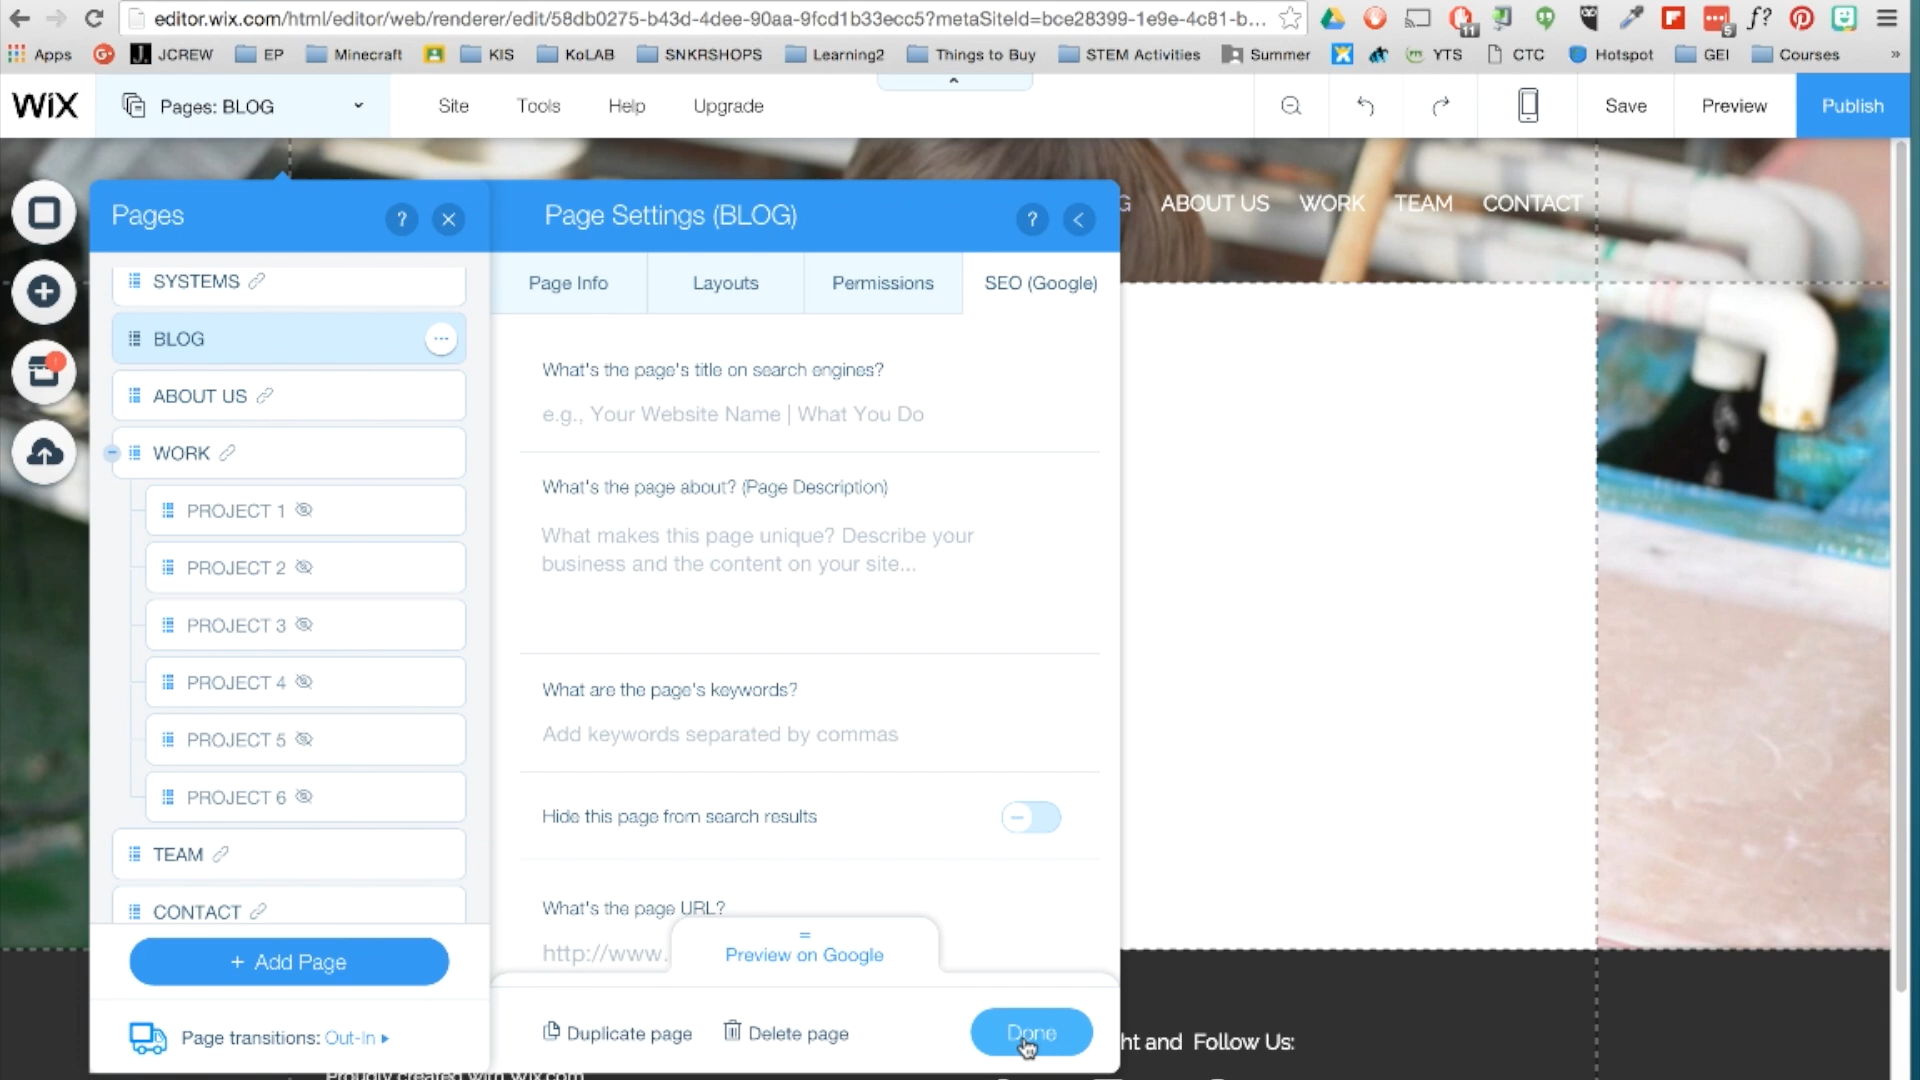 editor.wix.com/html/editor/web/renderer/edit/58db0275-b43d-4dee-90aa-9fcd1b33ecc5?metaSiteId=bce28399-1e9e-4c81-b...
11
5
f?
Apps
G+
J.
JCREW
EP
Minecraft
KIS
KoLAB
SNKRSHOPS
Learning2
Things to Buy
STEM Activities
Summer
YTS
CTC
Hotspot
GEI
Courses
»
WiX
Pages: BLOG
Site
Tools
Help
Upgrade
Save
Preview
Publish
G
ABOUT US
WORK
TEAM
CONTACT
Pages
?
Page Settings (BLOG)
?
Page Info
Layouts
Permissions
SEO (Google)
SYSTEMS
BLOG
ABOUT US
WORK
PROJECT 1
PROJECT 2
PROJECT 3
PROJECT 4
PROJECT 5
PROJECT 6
TEAM
CONTACT
+ Add Page
Page transitions: Out-In
What's the page's title on search engines?
e.g., Your Website Name | What You Do
What's the page about? (Page Description)
What makes this page unique? Describe your
business and the content on your site...
What are the page's keywords?
Add keywords separated by commas
Hide this page from search results
What's the page URL?
http://www.
Preview on Google
Duplicate page
Delete page
Done
ht and Follow Us:
Proudly created with Wix.com